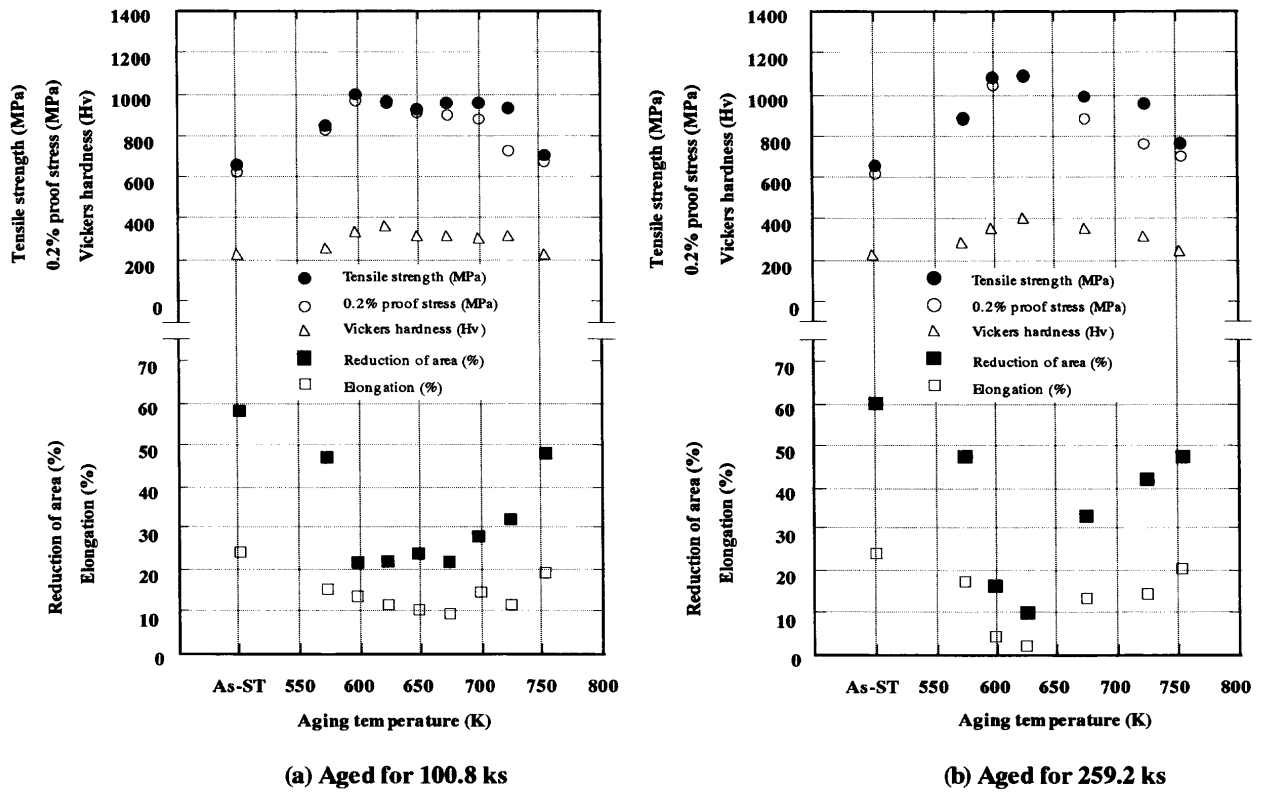 Tensile strength (MPa)
0.2% proof stress (MPa)
Vickers hardness (Hv)
1400
1200
1000
800
600
400
200
0
Tensile strength (MPa)
0.2% proof stress (MPa)
Vickers hardness (Hv)
Reduction of area (%)
Elongation (%)
Reduction of area (%)
Elongation (%)
70
60
50
40
30
20
10
0
As-ST 550 600 650 700 750 800
Aging temperature (K)
(a) Aged for 100.8 ks
Tensile strength (MPa)
0.2% proof stress (MPa)
Vickers hardness (Hv)
1400
1200
1000
800
600
400
200
0
Tensile strength (MPa)
0.2% proof stress (MPa)
Vickers hardness (Hv)
Reduction of area (%)
Elongation (%)
Reduction of area (%)
Elongation (%)
70
60
50
40
30
20
10
0
As-ST 550 600 650 700 750 800
Aging temperature (K)
(b) Aged for 259.2 ks